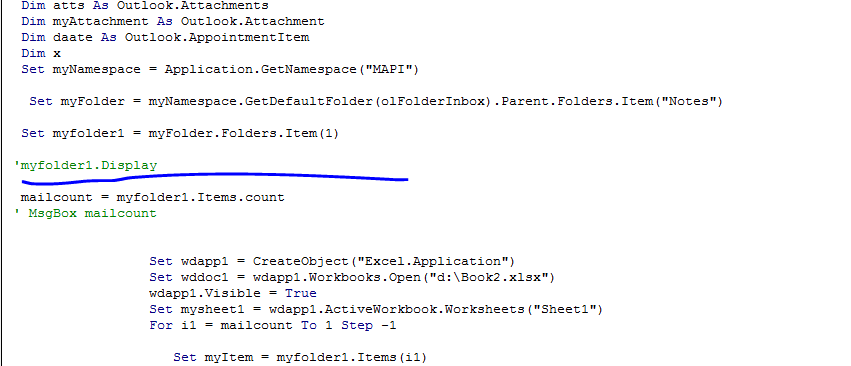 Dim atts As Outlook.Attachments
Dim myAttachment As Outlook.Attachment
Dim daate As Outlook.AppointmentItem
Dim x
Set myNamespace = Application.GetNamespace("MAPI")
Set myFolder = myNamespace.GetDefaultFolder(olFolderInbox).Parent.Folders.Item("Notes")
Set myfolder1 = myFolder.Folders.Item(1)
'myfolder1.Display
mailcount = myfolder1.Items.count
' MsgBox mailcount
Set wdapp1 = CreateObject("Excel.Application")
Set wddoc1 = wdapp1.Workbooks.Open("d:\Book2.xlsx")
wdapp1.Visible = True
Set mysheet1 = wdapp1.ActiveWorkbook.Worksheets("Sheet1")
For i1 = mailcount To 1 Step -1
Set myItem = myfolder1.Items(i1)